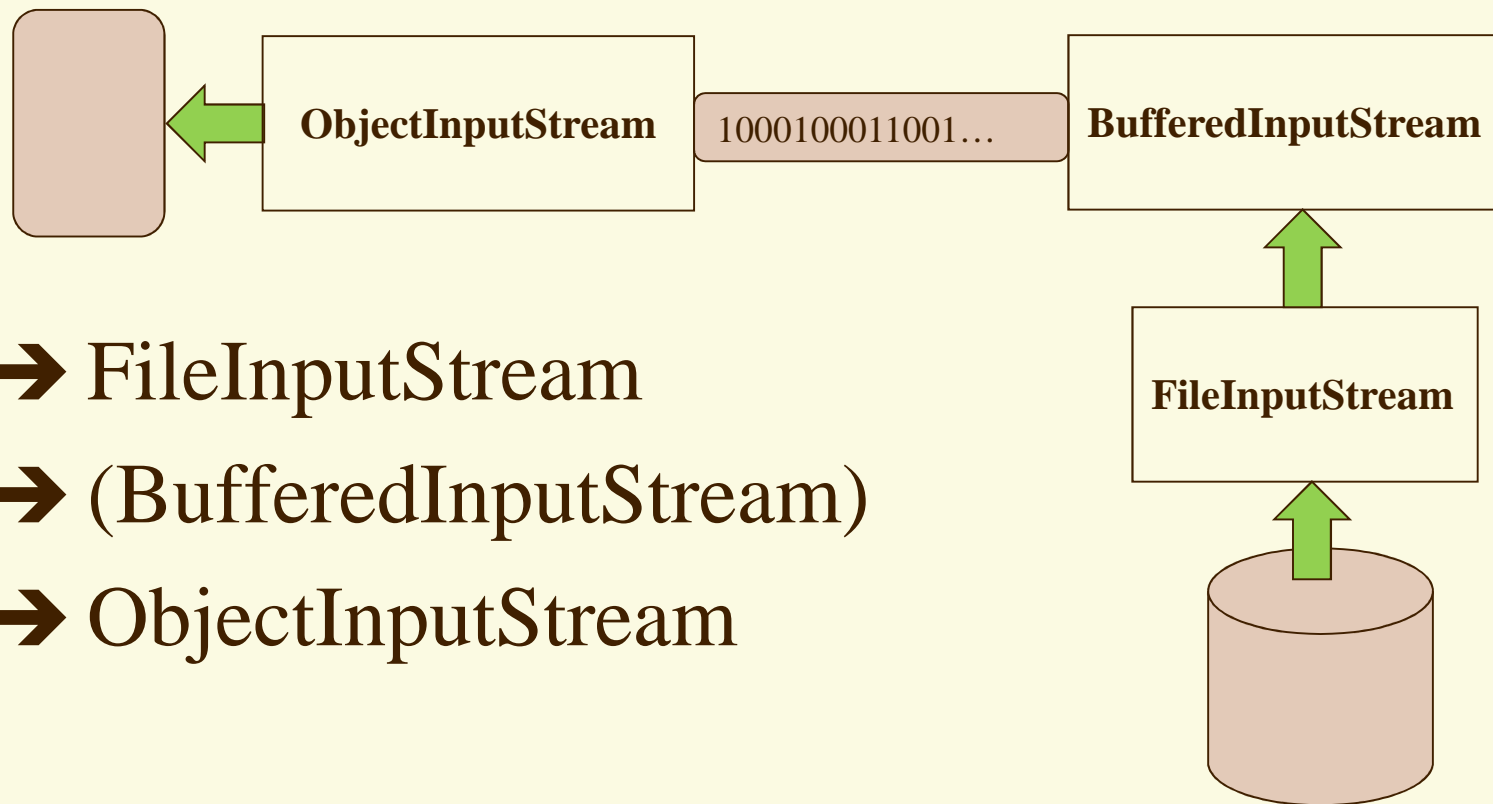 ObjectInputStream
1000100011001…
BufferedInputStream
FileInputStream
➔ FileInputStream
➔ (BufferedInputStream)
➔ ObjectInputStream